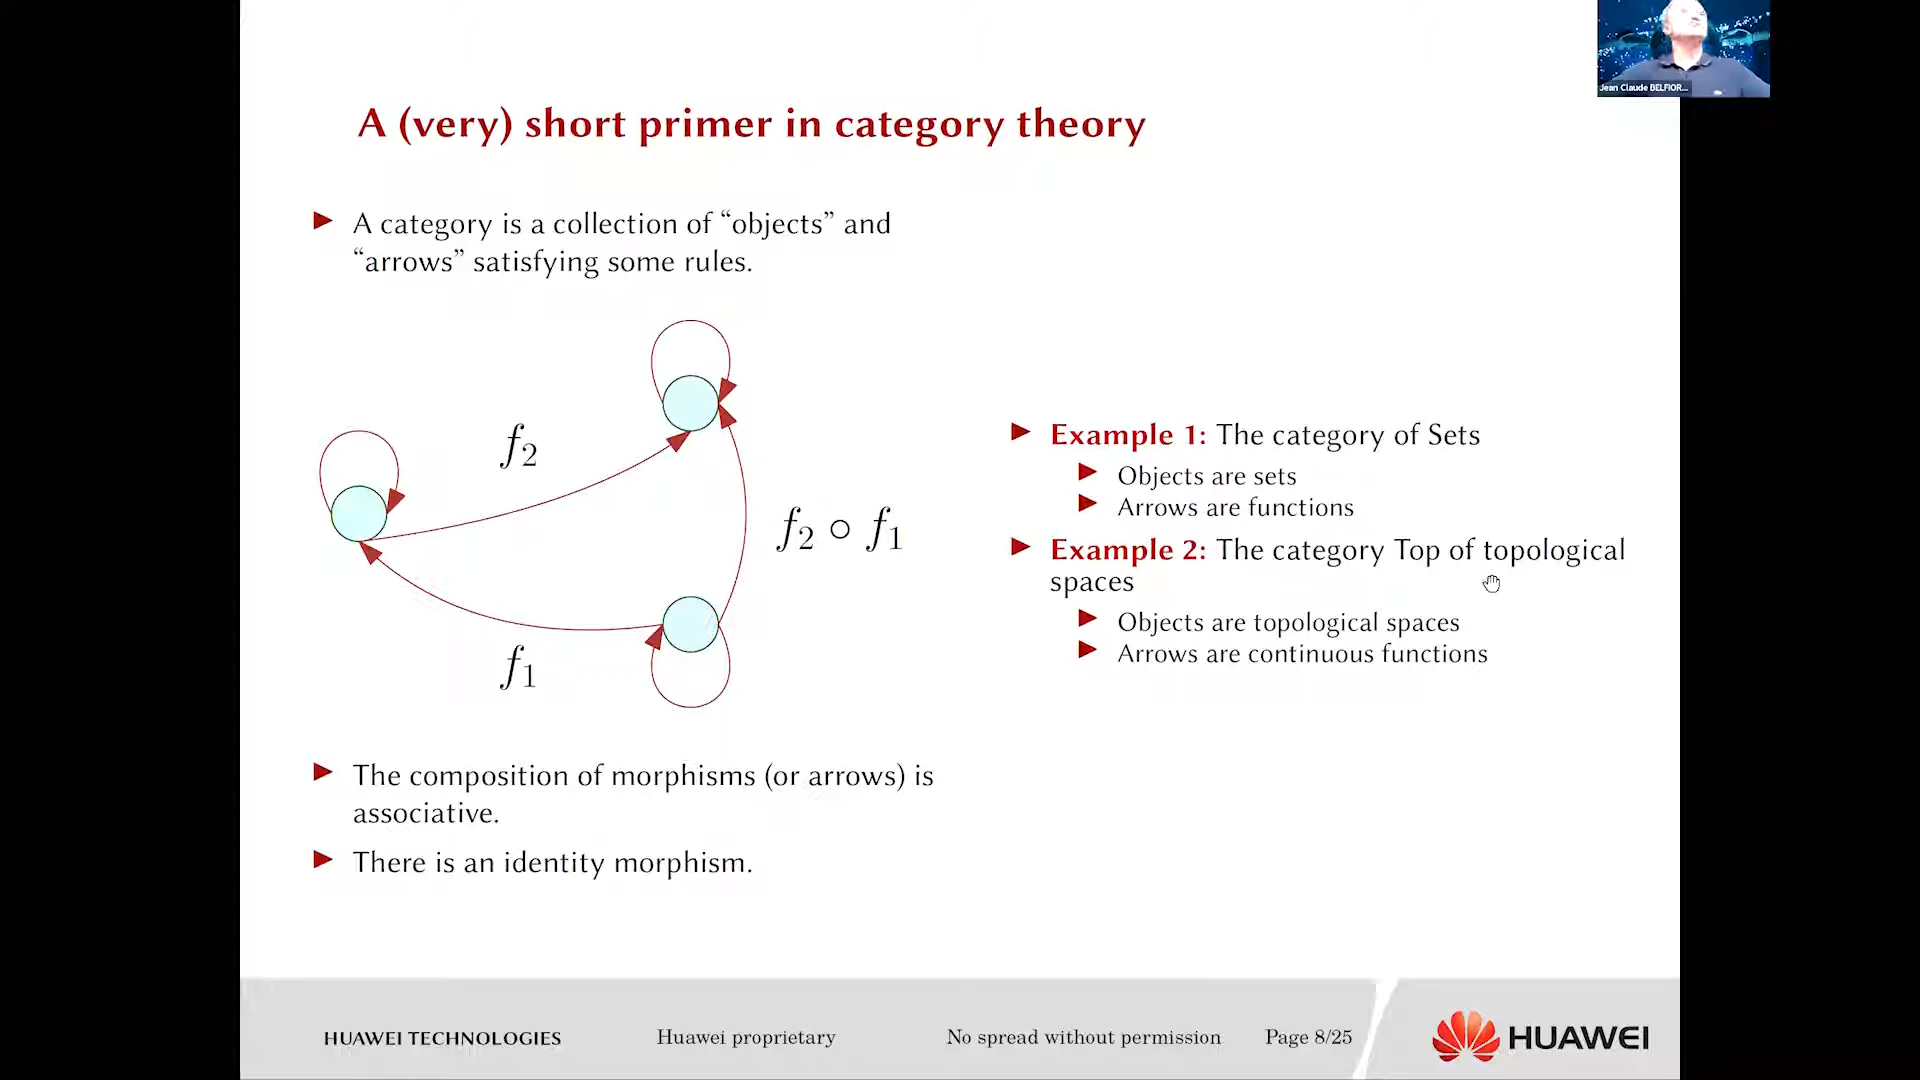 Jean Claude BELFIOR...
A (very) short primer in category theory
A category is a collection of “objects” and
“arrows” satisfying some rules.
f2
f2 ∘ f1
f1
The composition of morphisms (or arrows) is
associative.
There is an identity morphism.
Example 1: The category of Sets
Objects are sets
Arrows are functions
Example 2: The category Top of topological
spaces
Objects are topological spaces
Arrows are continuous functions
HUAWEI TECHNOLOGIES Huawei proprietary No spread without permission Page 8/25 HUAWEI